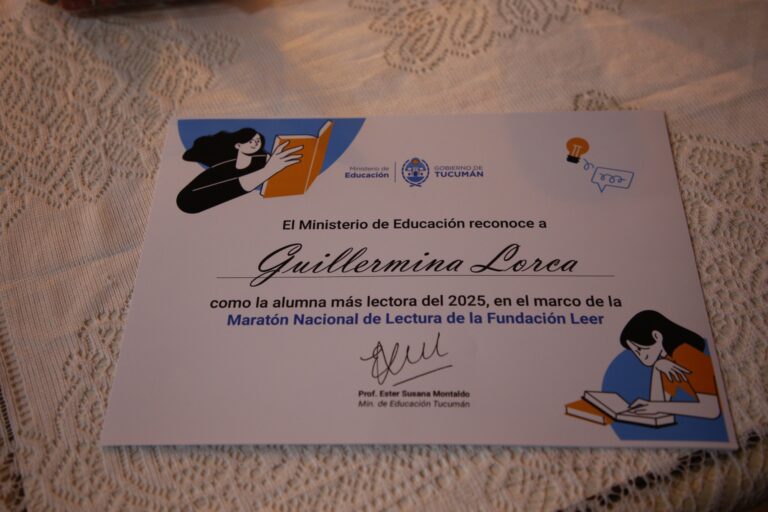 Ministerio de
Educación
GOBIERNO DE
TUCUMÁN
El Ministerio de Educación reconoce a
Guillermina Lorca
como la alumna más lectora del 2025, en el marco de la
Maratón Nacional de Lectura de la Fundación Leer
Prof. Ester Susana Montaldo
Min. de Educación Tucumán